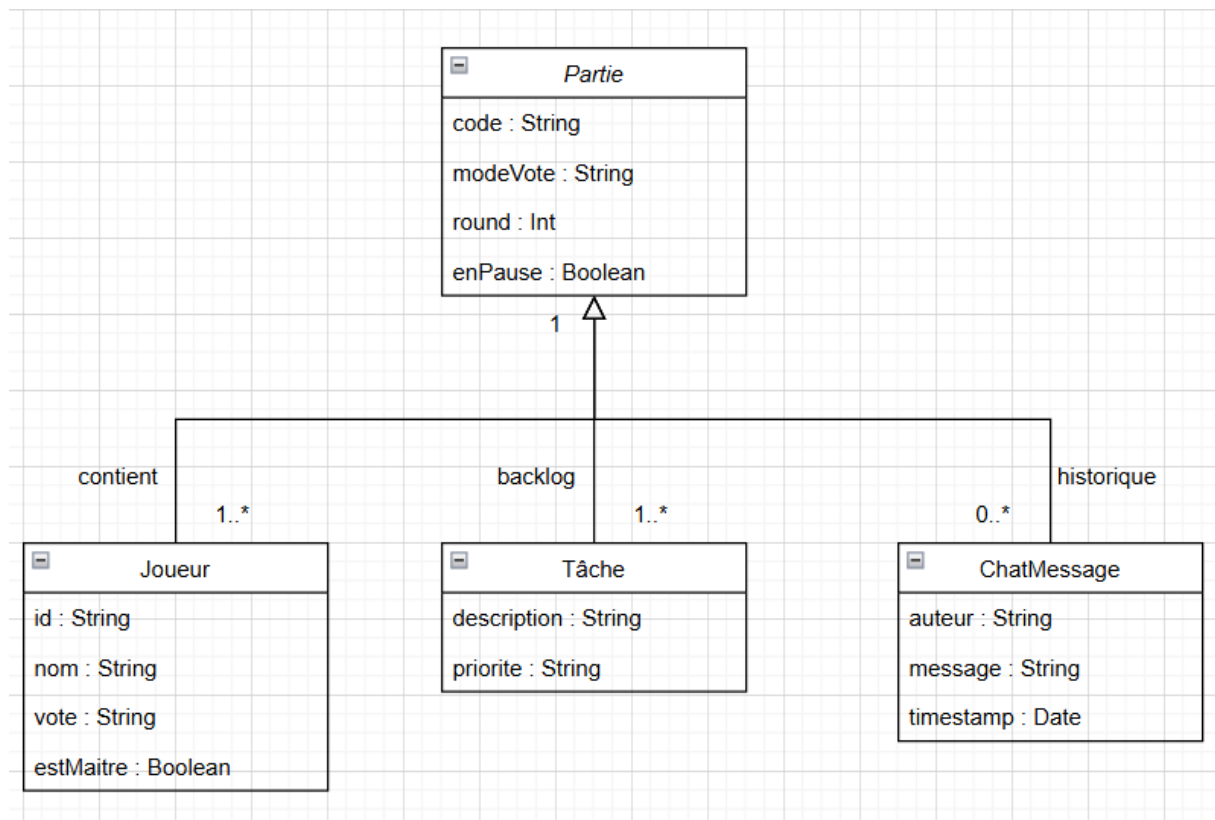 Partie
code : String
modeVote : String
round : Int
enPause : Boolean
1
contient
backlog
historique
1..*
1..*
0..*
Joueur
id : String
nom : String
vote : String
estMaitre : Boolean
Tâche
description : String
priorite : String
ChatMessage
auteur : String
message : String
timestamp : Date